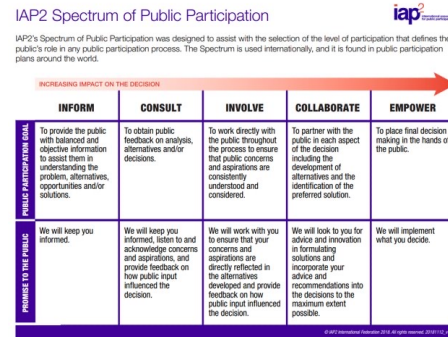 IAP2 Spectrum of Public Participation
iap2
IAP2's Spectrum of Public Participation was designed to assist with the selection of the level of participation that defines the
public's role in any public participation process. The Spectrum is used internationally, and it is found in public participation
plans around the world.
INCREASING IMPACT ON THE DECISION
INFORM
CONSULT
INVOLVE
COLLABORATE
EMPOWER
PUBLIC PARTICIPATION GOAL
To provide the public
with balanced and
objective information
to assist them in
understanding the
problem, alternatives,
opportunities and/or
solutions.
To obtain public
feedback on analysis,
alternatives and/or
decisions.
To work directly with
the public throughout
the process to ensure
that public concerns
and aspirations are
consistently
understood and
considered.
To partner with the
public in each aspect
of the decision
including the
development of
alternatives and the
identification of the
preferred solution.
To place final decision
making in the hands of
the public.
PROMISE TO THE PUBLIC
We will keep you
informed.
We will keep you
informed, listen to and
acknowledge concerns
and aspirations, and
provide feedback on
how public input
influenced the
decision.
We will work with you
to ensure that your
concerns and
aspirations are
directly reflected in
the alternatives
developed and provide
feedback on how
public input influenced
the decision.
We will look to you for
advice and innovation
in formulating
solutions and
incorporate your
advice and
recommendations into
the decisions to the
maximum extent
possible.
We will implement
what you decide.
© IAP2 International Federation 2018. All rights reserved. 20181112_v